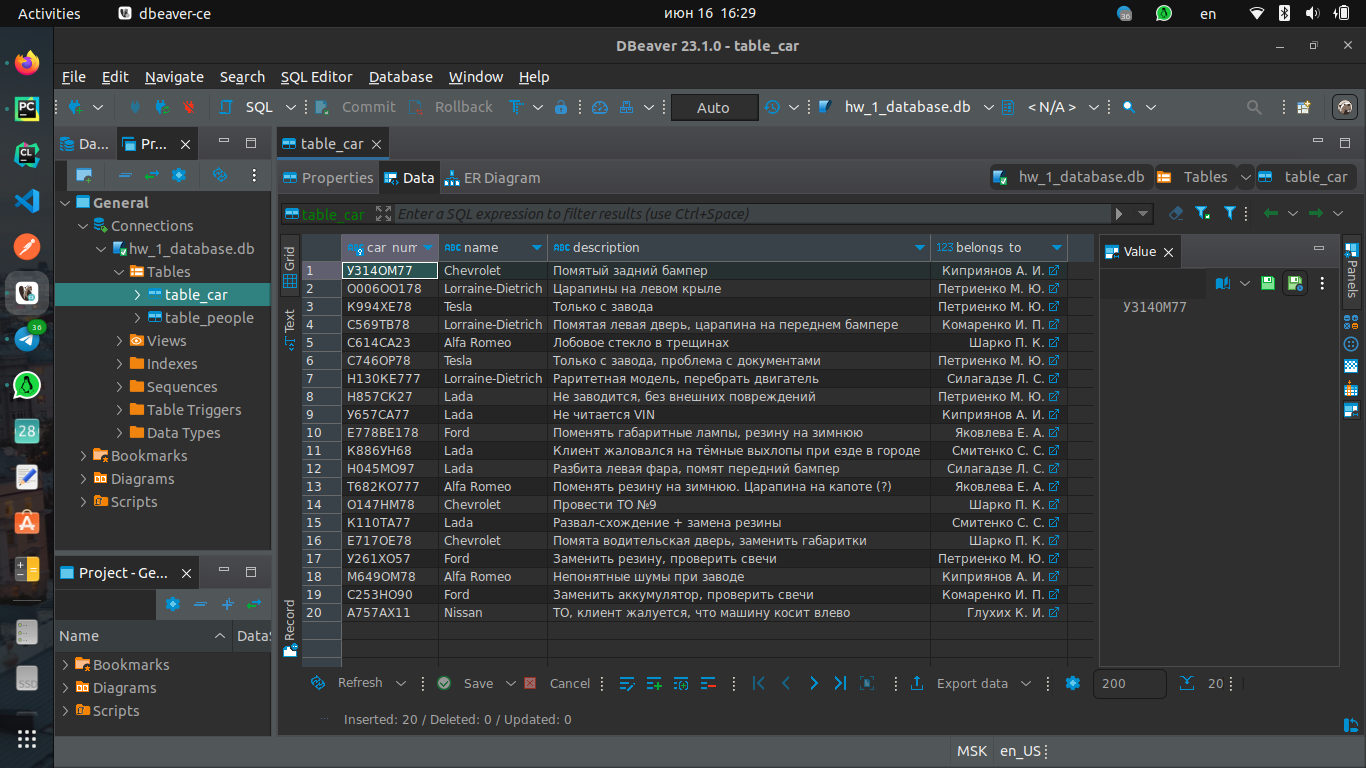 Activities dbeaver-ce июн 16 16:29 36 en
DBeaver 23.1.0 - table_car
File Edit Navigate Search SQL Editor Database Window Help
SQL Commit Rollback Auto hw_1_database.db < N/A >
Da... Pr... table_car
Properties Data ER Diagram hw_1_database.db Tables table_car
General
Connections
hw_1_database.db
Tables
table_car
table_people
Views
Indexes
Sequences
Table Triggers
Data Types
Bookmarks
Diagrams
Scripts
table_car Enter a SQL expression to filter results (use Ctrl+Space)
Grid
Text
Record
car_num ABC name ABC description 123 belongs_to
1 У314ОМ77 Chevrolet Помятый задний бампер Киприянов А. И.
2 О006ОО178 Lorraine-Dietrich Царапины на левом крыле Петриенко М. Ю.
3 К994ХЕ78 Tesla Только с завода Петриенко М. Ю.
4 С569ТВ78 Lorraine-Dietrich Помятая левая дверь, царапина на переднем бампере Комаренко И. П.
5 С614СА23 Alfa Romeo Лобовое стекло в трещинах Шарко П. К.
6 С746ОР78 Tesla Только с завода, проблема с документами Петриенко М. Ю.
7 Н130КЕ777 Lorraine-Dietrich Раритетная модель, перебрать двигатель Силагадзе Л. С.
8 Н857СК27 Lada Не заводится, без внешних повреждений Петриенко М. Ю.
9 У657СА77 Lada Не читается VIN Киприянов А. И.
10 Е778ВЕ178 Ford Поменять габаритные лампы, резину на зимнюю Яковлева Е. А.
11 К886УН68 Lada Клиент жаловался на тёмные выхлопы при езде в городе Смитенко С. С.
12 Н045МО97 Lada Разбита левая фара, помят передний бампер Силагадзе Л. С.
13 Т682КО777 Alfa Romeo Поменять резину на зимнюю. Царапина на капоте (?) Яковлева Е. А.
14 О147НМ78 Chevrolet Провести ТО №9 Шарко П. К.
15 К110ТА77 Lada Развал-схождение + замена резины Смитенко С. С.
16 Е717ОЕ78 Chevrolet Помята водительская дверь, заменить габаритки Шарко П. К.
17 У261ХО57 Ford Заменить резину, проверить свечи Петриенко М. Ю.
18 М649ОМ78 Alfa Romeo Непонятные шумы при заводе Киприянов А. И.
19 С253НО90 Ford Заменить аккумулятор, проверить свечи Комаренко И. П.
20 А757АХ11 Nissan ТО, клиент жалуется, что машину косит влево Глухих К. И.
Value
У314ОМ77
Panels
Project - Ge...
Name DataS
Bookmarks
Diagrams
Scripts
Refresh Save Cancel Export data 200 20
Inserted: 20 / Deleted: 0 / Updated: 0
MSK en_US
PC
CL
36
28
SSD